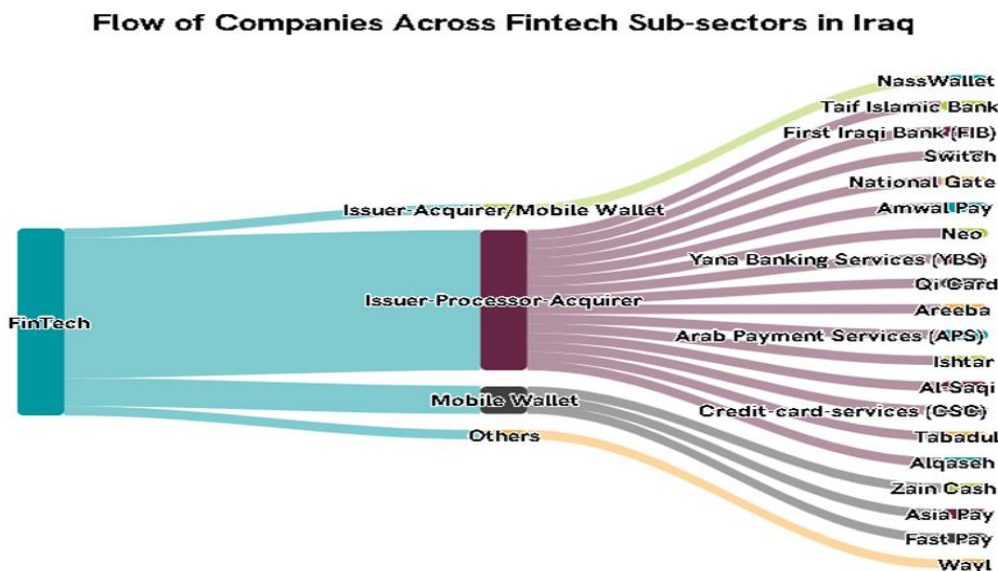 Flow of Companies Across Fintech Sub-sectors in Iraq
FinTech
Issuer-Acquirer/Mobile Wallet
Issuer-Processor-Acquirer
Mobile Wallet
Others
NassWallet
Taif Islamic Bank
First Iraqi Bank (FIB)
Switch
National Gate
Amwal Pay
Neo
Yana Banking Services (YBS)
Qi Card
Areeba
Arab Payment Services (APS)
Ishtar
Al-Saqi
Credit-card-services (CSC)
Tabadul
Alqaseh
Zain Cash
Asia Pay
Fast Pay
Wayl